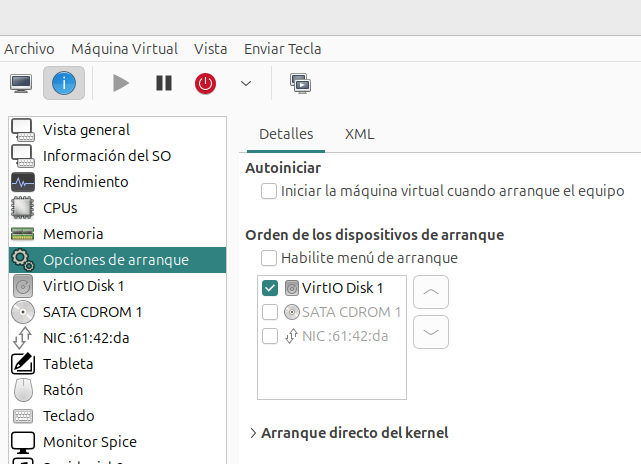 Archivo Máquina Virtual Vista Enviar Tecla
Vista general
Información del SO
Rendimiento
CPUs
Memoria
Opciones de arranque
VirtIO Disk 1
SATA CDROM 1
NIC :61:42:da
Tableta
Ratón
Teclado
Monitor Spice
Detalles XML
Autoiniciar
Iniciar la máquina virtual cuando arranque el equipo
Orden de los dispositivos de arranque
Habilite menú de arranque
VirtIO Disk 1
SATA CDROM 1
NIC :61:42:da
Arranque directo del kernel